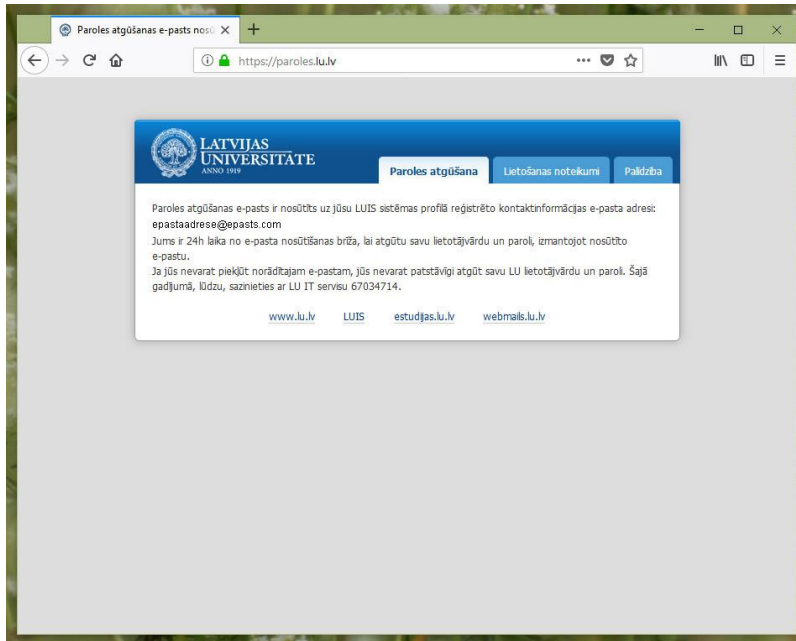 Paroles atgūšanas e-pasts nosū
https://paroles.lu.lv
LATVIJAS
UNIVERSITĀTE
ANNO 1919
Paroles atgūšana
Lietošanas noteikumi
Palīdzība
Paroles atgūšanas e-pasts ir nosūtīts uz jūsu LUIS sistēmas profilā reģistrēto kontaktinformācijas e-pasta adresi:
epastaadrese@epasts.com
Jums ir 24h laika no e-pasta nosūtīšanas brīža, lai atgūtu savu lietotājvārdu un paroli, izmantojot nosūtīto
e-pastu.
Ja jūs nevarat piekļūt norādītajam e-pastam, jūs nevarat patstāvīgi atgūt savu LU lietotājvārdu un paroli. Šajā
gadījumā, lūdzu, sazinieties ar LU IT servisu 67034714.
www.lu.lv
LUIS
estudijas.lu.lv
webmails.lu.lv